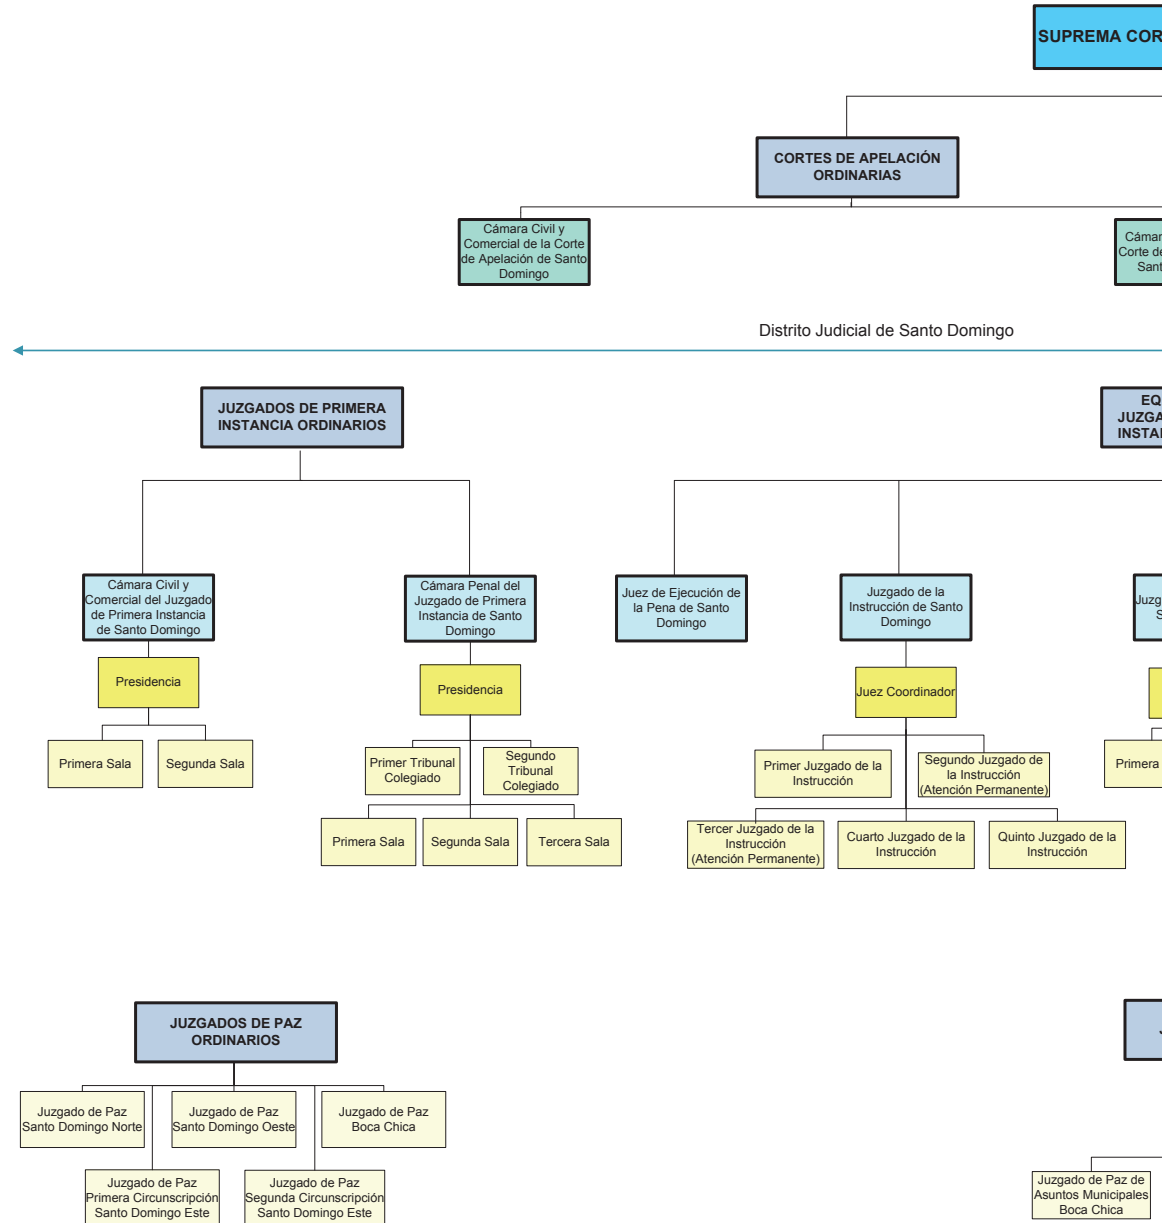 SUPREMA COR
CORTES DE APELACIÓN
ORDINARIAS
Cámara Civil y
Comercial de la Corte
de Apelación de Santo
Domingo
Cámar
Corte de
Sant
Distrito Judicial de Santo Domingo
JUZGADOS DE PRIMERA
INSTANCIA ORDINARIOS
EQ
JUZGA
INSTAN
Cámara Civil y
Comercial del Juzgado
de Primera Instancia
de Santo Domingo
Cámara Penal del
Juzgado de Primera
Instancia de Santo
Domingo
Juez de Ejecución de
la Pena de Santo
Domingo
Juzgado de la
Instrucción de Santo
Domingo
Juzg
S
Presidencia
Presidencia
Juez Coordinador
Primera Sala
Segunda Sala
Primer Tribunal
Colegiado
Segundo
Tribunal
Colegiado
Primer Juzgado de la
Instrucción
Segundo Juzgado de
la Instrucción
(Atención Permanente)
Primera
Primera Sala
Segunda Sala
Tercera Sala
Tercer Juzgado de la
Instrucción
(Atención Permanente)
Cuarto Juzgado de la
Instrucción
Quinto Juzgado de la
Instrucción
JUZGADOS DE PAZ
ORDINARIOS
J
Juzgado de Paz
Santo Domingo Norte
Juzgado de Paz
Santo Domingo Oeste
Juzgado de Paz
Boca Chica
Juzgado de Paz
Primera Circunscripción
Santo Domingo Este
Juzgado de Paz
Segunda Circunscripción
Santo Domingo Este
Juzgado de Paz de
Asuntos Municipales
Boca Chica